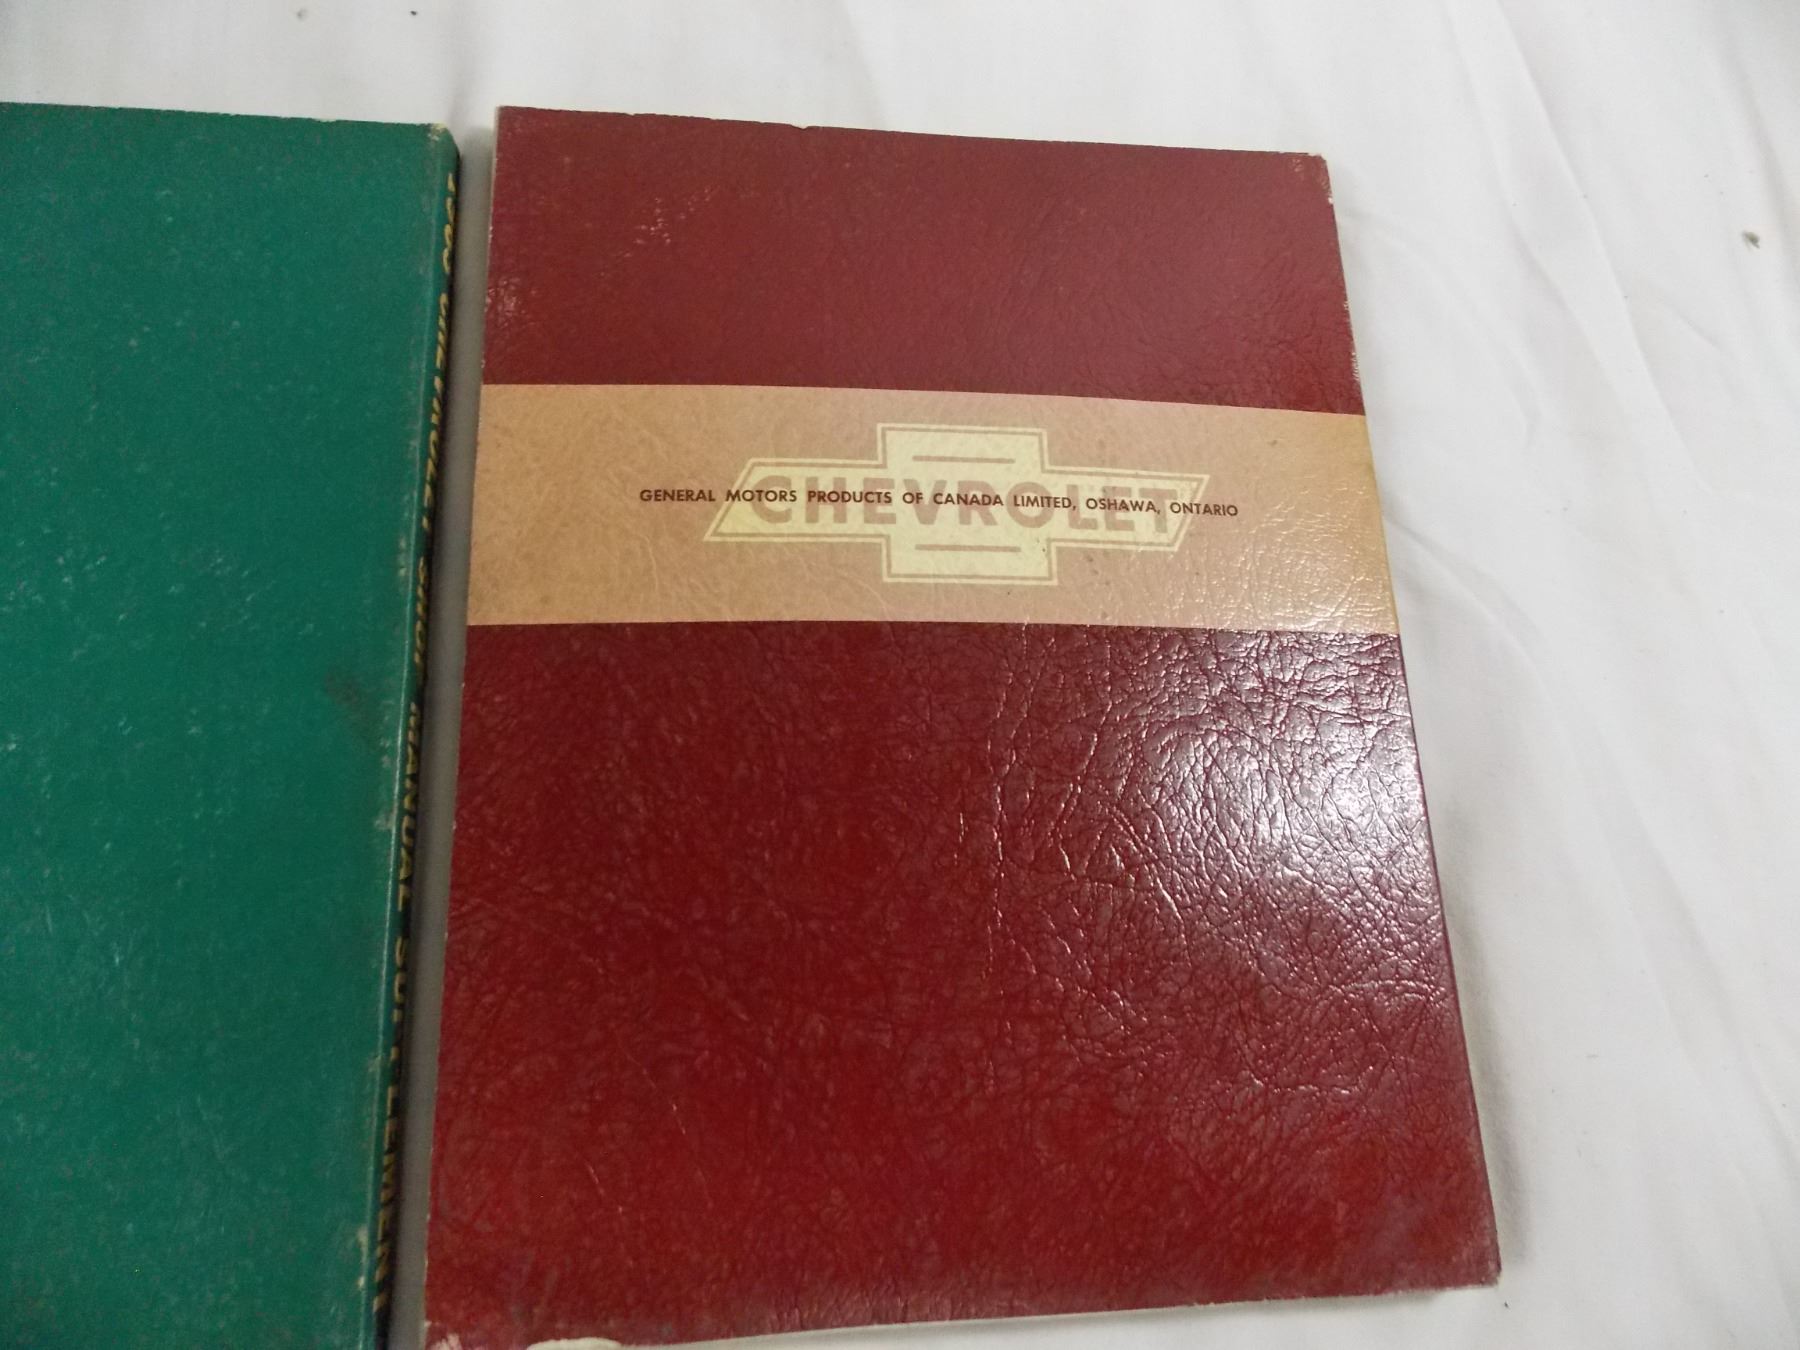 CHEVROLET SHOP MANUAL SUPPLEMENT
CHEVROLET
GENERAL MOTORS PRODUCTS OF CANADA LIMITED, OSHAWA, ONTARIO